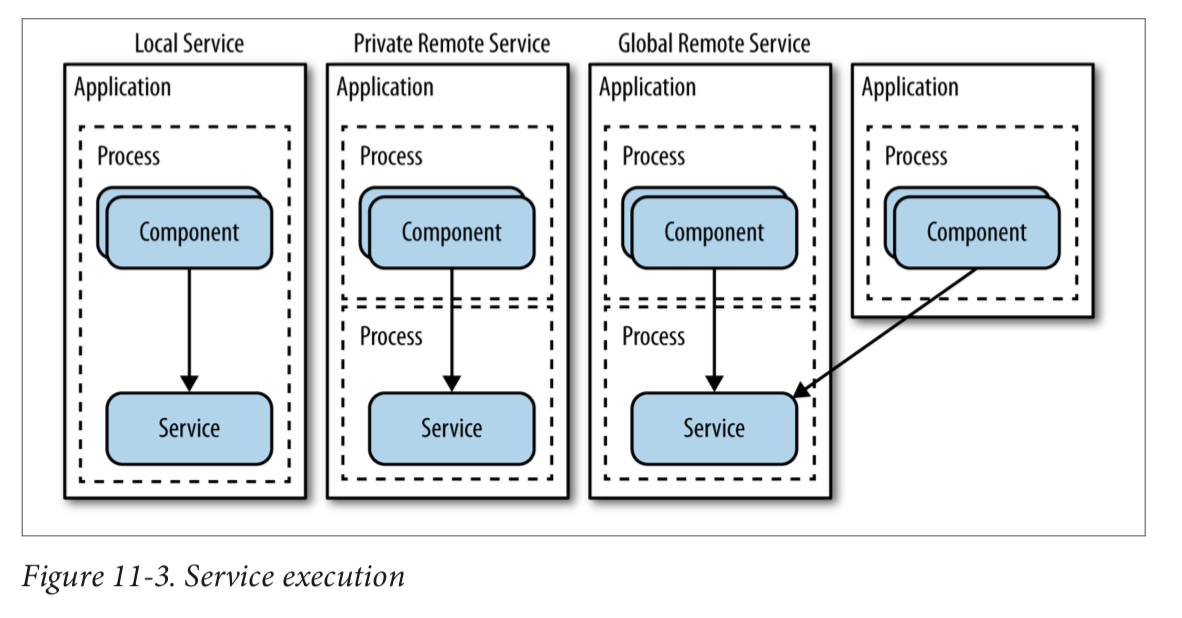 Local Service
Private Remote Service
Global Remote Service
Application
Application
Application
Application
Process
Process
Process
Process
Component
Component
Component
Component
Process
Process
Service
Service
Service
Figure 11-3. Service execution